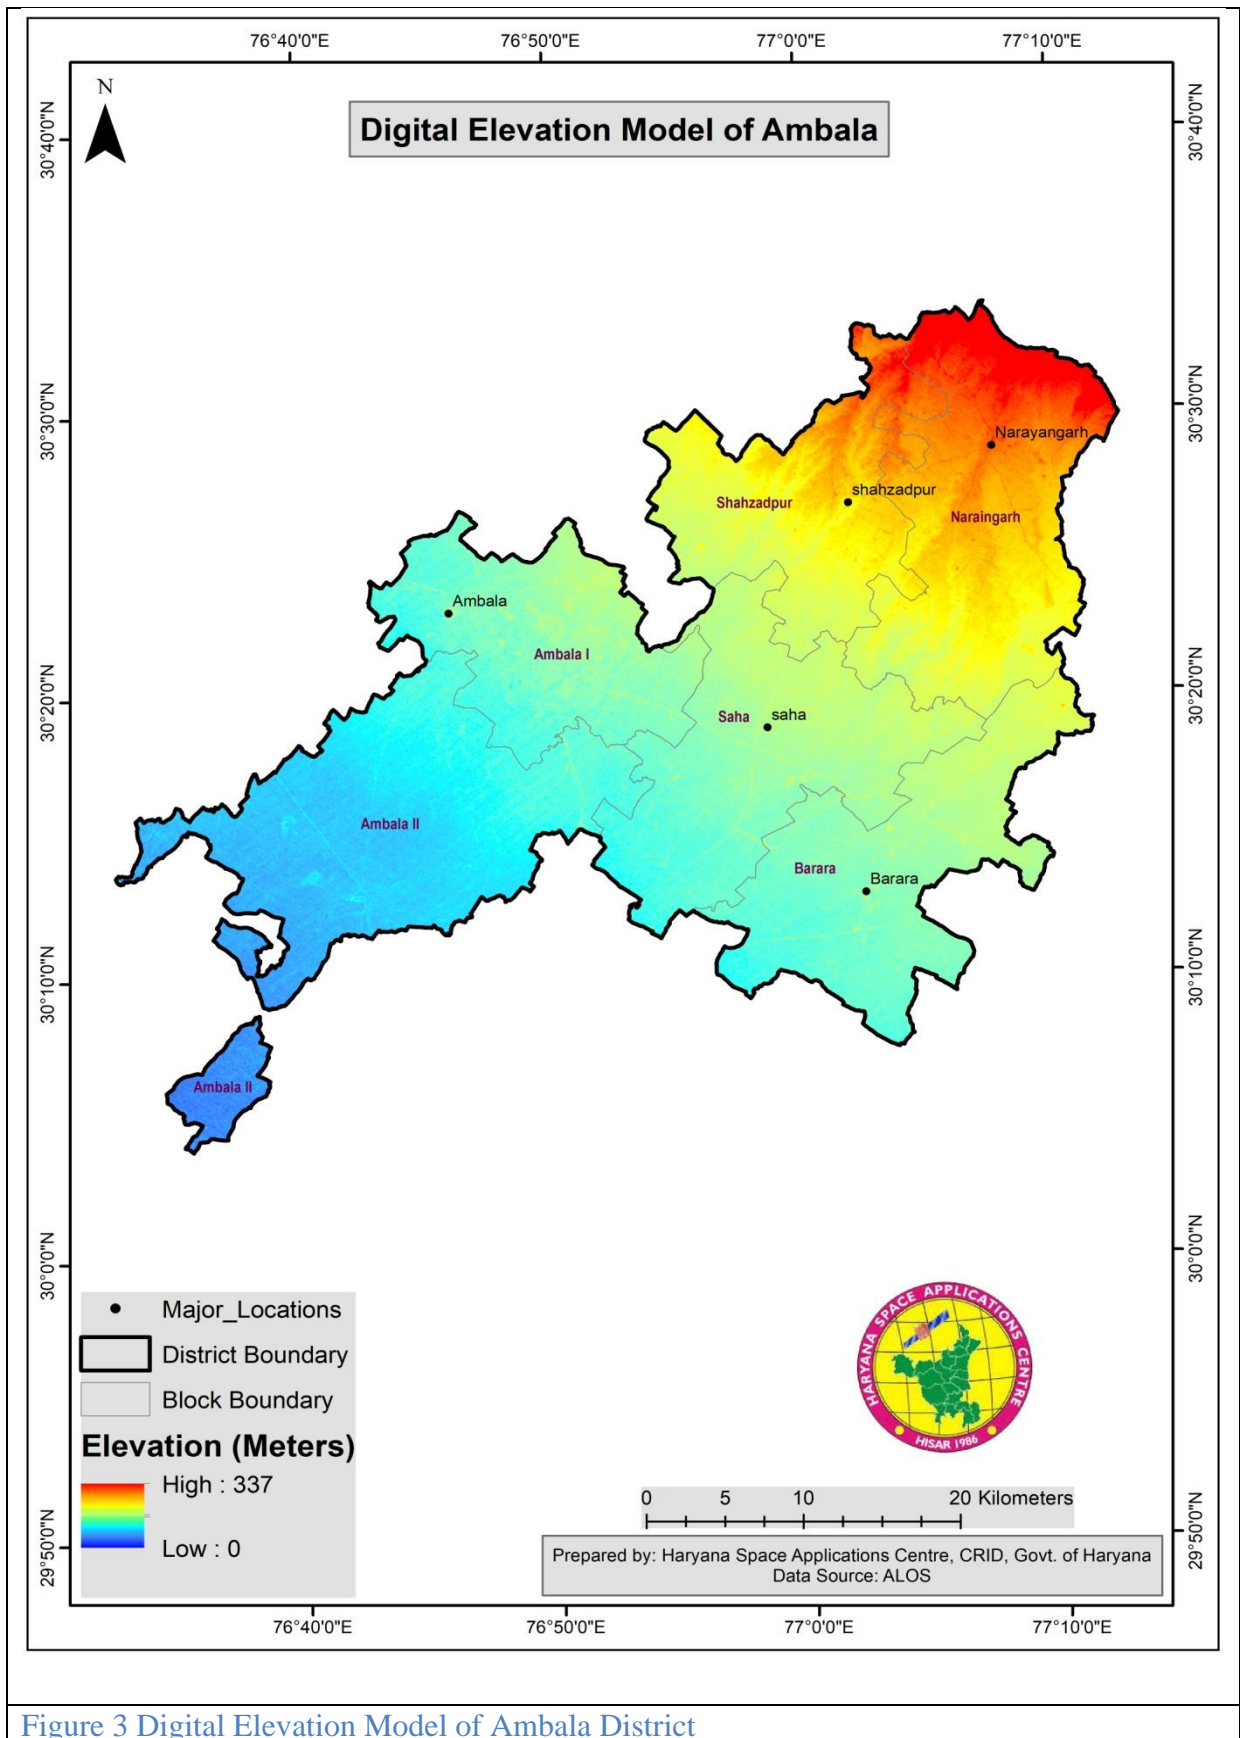 76°40'0"E 76°50'0"E 77°0'0"E 77°10'0"E
N
Digital Elevation Model of Ambala
30°40'0"N
30°40'0"N
30°30'0"N
30°30'0"N
Narayangarh
shahzadpur
Shahzadpur
Naraingarh
Ambala
Ambala I
30°20'0"N
30°20'0"N
Saha
saha
Ambala II
Barara
Barara
30°10'0"N
30°10'0"N
Ambala II
30°0'0"N
30°0'0"N
Major_Locations
District Boundary
Block Boundary
Elevation (Meters)
High : 337
Low : 0
HARYANA SPACE APPLICATIONS CENTRE
HISAR 1986
0 5 10 20 Kilometers
Prepared by: Haryana Space Applications Centre, CRID, Govt. of Haryana
Data Source: ALOS
29°50'0"N
29°50'0"N
76°40'0"E 76°50'0"E 77°0'0"E 77°10'0"E
Figure 3 Digital Elevation Model of Ambala District